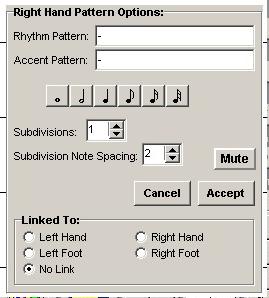 Right Hand Pattern Options:
Rhythm Pattern: -
Accent Pattern: -
Subdivisions: 1
Subdivision Note Spacing: 2
Mute
Cancel Accept
Linked To:
Left Hand Right Hand
Left Foot Right Foot
No Link